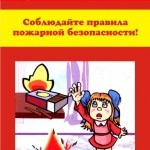 Соблюдайте правила
пожарной безопасности!